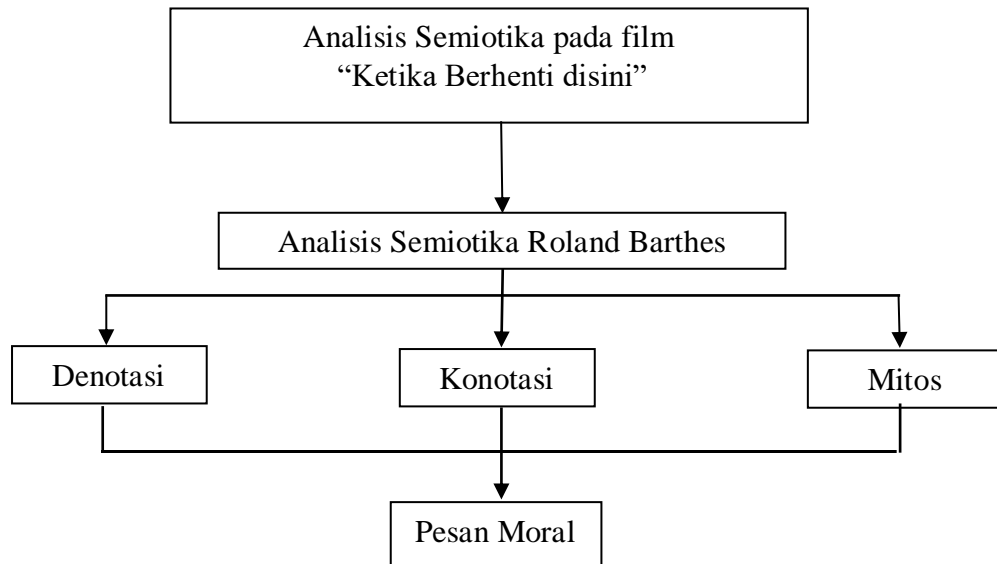 Analisis Semiotika pada film
“Ketika Berhenti disini”
Analisis Semiotika Roland Barthes
Denotasi
Konotasi
Mitos
Pesan Moral